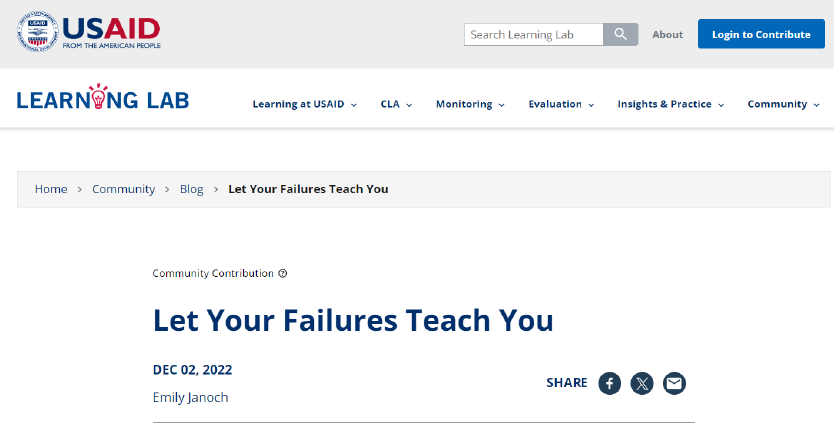 USAID
FROM THE AMERICAN PEOPLE
Search Learning Lab
About
Login to Contribute
LEARNING LAB
Learning at USAID
CLA
Monitoring
Evaluation
Insights & Practice
Community
Home > Community > Blog > Let Your Failures Teach You
Community Contribution
Let Your Failures Teach You
DEC 02, 2022
SHARE
Emily Janoch